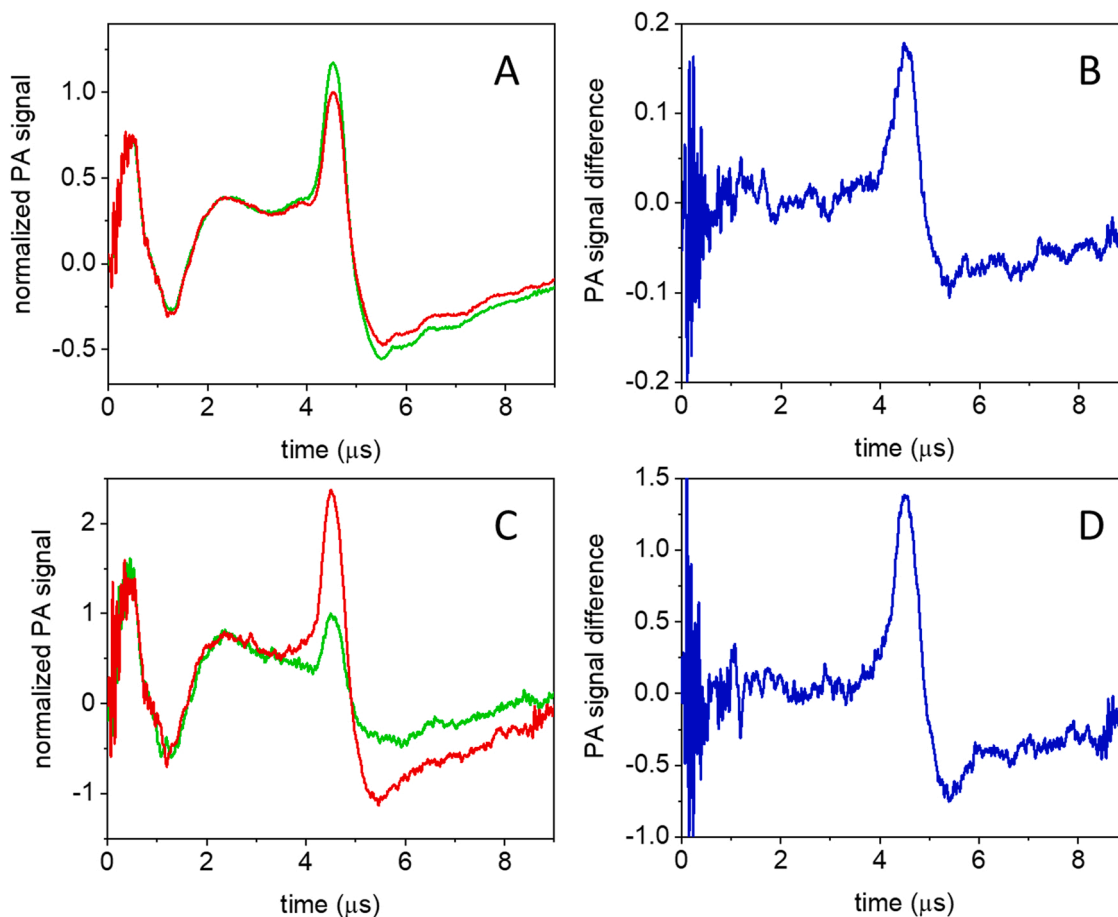 A
normalized PA signal
1.0
0.5
0.0
-0.5
0 2 4 6 8
time (μs)
B
PA signal difference
0.2
0.1
0.0
-0.1
-0.2
0 2 4 6 8
time (μs)
C
normalized PA signal
2
1
0
-1
0 2 4 6 8
time (μs)
D
PA signal difference
1.5
1.0
0.5
0.0
-0.5
-1.0
0 2 4 6 8
time (μs)